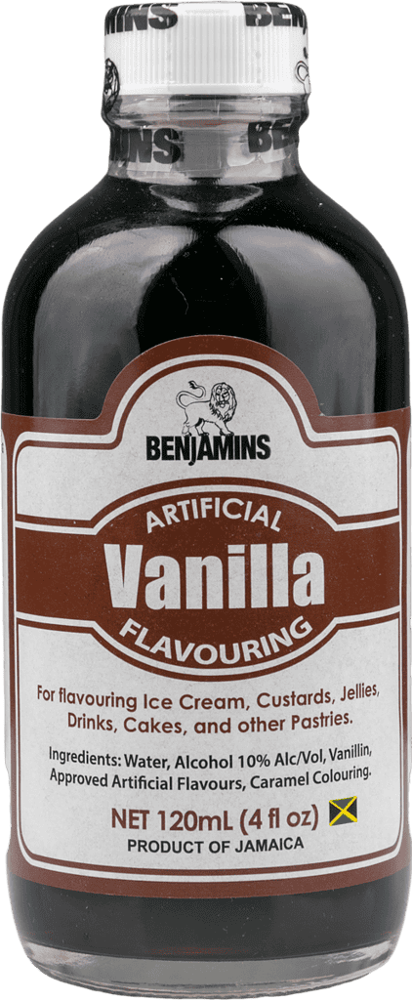 BENJAMINS
ARTIFICIAL
Vanilla
FLAVOURING
For flavouring Ice Cream, Custards, Jellies,
Drinks, Cakes, and other Pastries.
Ingredients: Water, Alcohol 10% Alc/Vol, Vanillin,
Approved Artificial Flavours, Caramel Colouring.
NET 120mL (4 fl oz)
PRODUCT OF JAMAICA